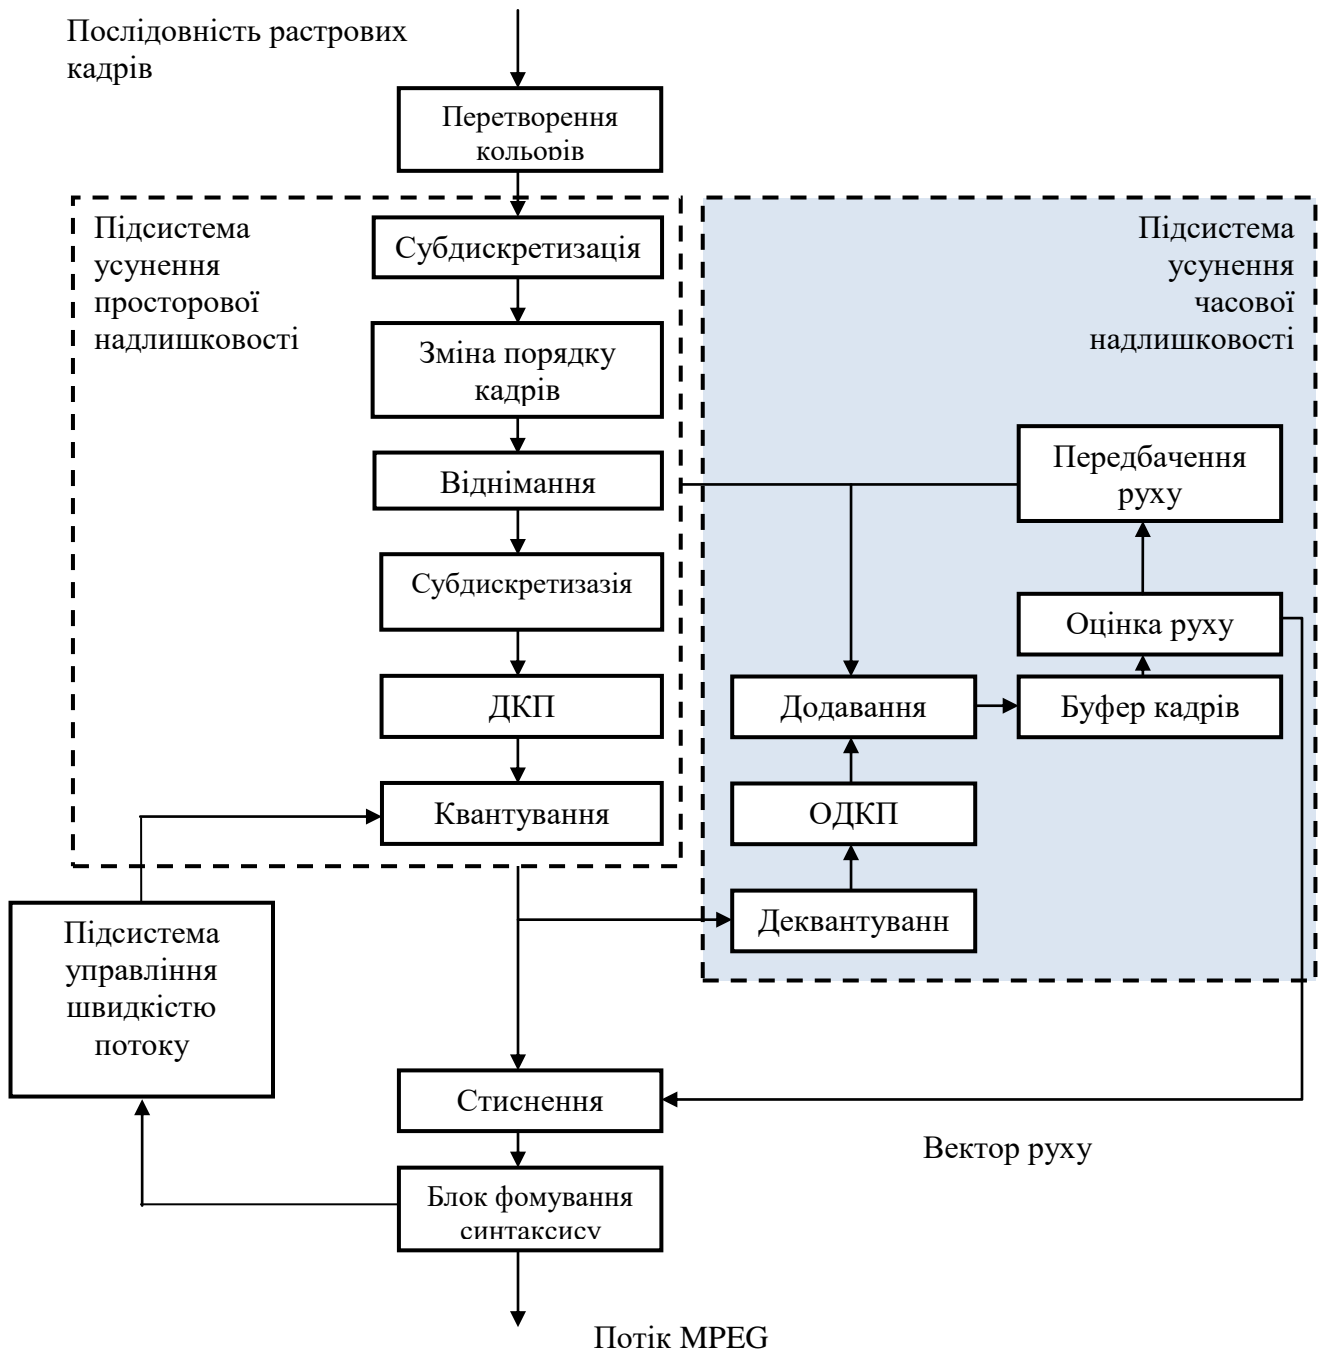 Послідовність растрових
кадрів
Перетворення
кольорів
Підсистема
усунення
просторової
надлишковості
Субдискретизація
Зміна порядку
кадрів
Віднімання
Субдискретизазія
ДКП
Квантування
Підсистема
усунення
часової
надлишковості
Передбачення
руху
Оцінка руху
Додавання
Буфер кадрів
ОДКП
Деквантуванн
Підсистема
управління
швидкістю
потоку
Стиснення
Вектор руху
Блок фомування
синтаксису
Потік MPEG